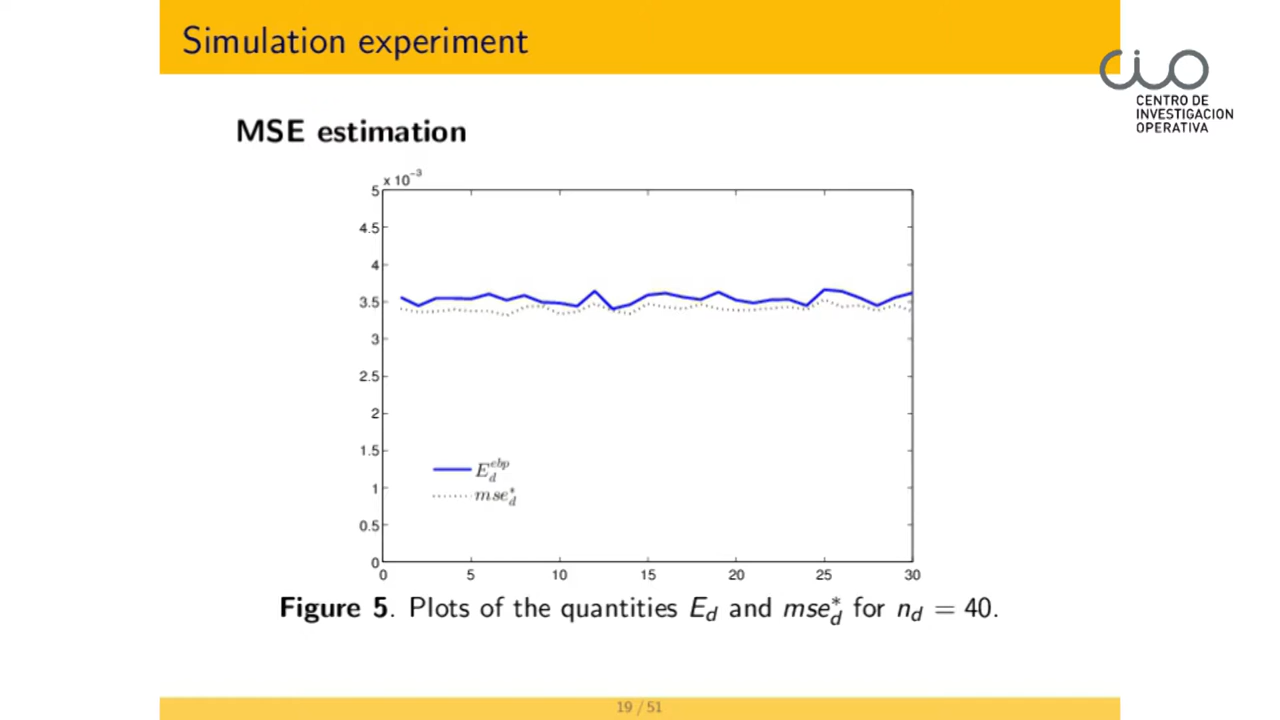 Simulation experiment
CENTRO DE
INVESTIGACION
OPERATIVA
MSE estimation
x 10⁻³
5
4.5
4
3.5
3
2.5
2
1.5
1
0.5
0
0 5 10 15 20 25 30
E_d^{ebp}
mse_d^*
Figure 5. Plots of the quantities E_d and mse_d^* for n_d = 40.
19 / 51